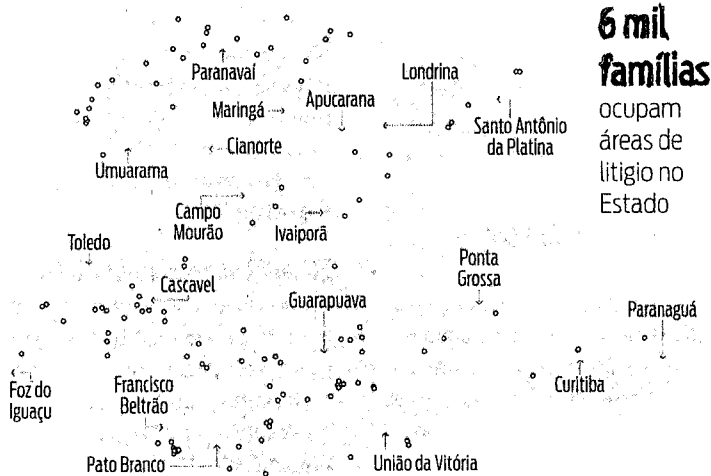 6 mil
famílias
ocupam
áreas de
litigio no
Estado
Paranavaí
Londrina
Maringá
Apucarana
Santo Antônio
da Platina
Cianorte
Umuarama
Campo
Mourão
Ivaiporã
Toledo
Cascavel
Guarapuava
Ponta
Grossa
Paranaguá
Foz do
Iguaçu
Francisco
Beltrão
Curitiba
Pato Branco
União da Vitória